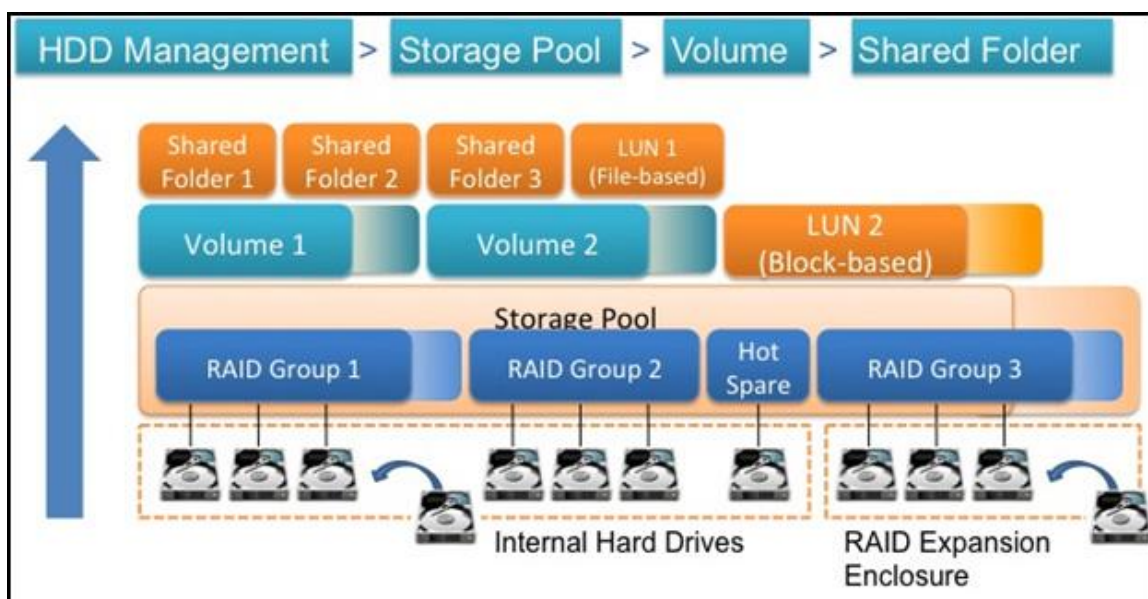 HDD Management > Storage Pool > Volume > Shared Folder
Shared
Folder 1
Shared
Folder 2
Shared
Folder 3
LUN 1
(File-based)
Volume 1
Volume 2
LUN 2
(Block-based)
Storage Pool
RAID Group 1
RAID Group 2
Hot
Spare
RAID Group 3
Internal Hard Drives
RAID Expansion
Enclosure